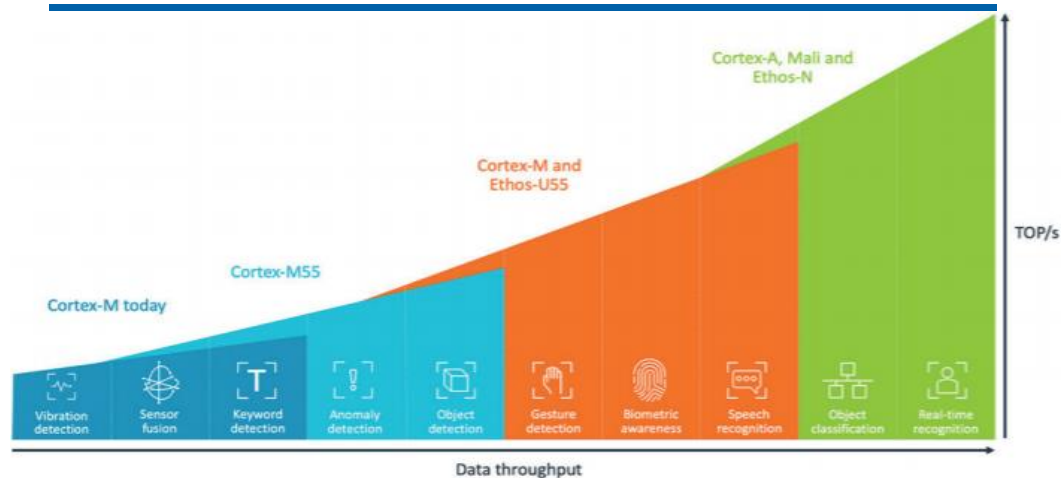 Cortex-A, Mali and
Ethos-N
Cortex-M and
Ethos-U55
TOP/s
Cortex-M55
Cortex-M today
T
Vibration
detection
Sensor
fusion
Keyword
detection
Anomaly
detection
Object
detection
Gesture
detection
Biometric
awareness
Speech
recognition
Object
classification
Real-time
recognition
Data throughput